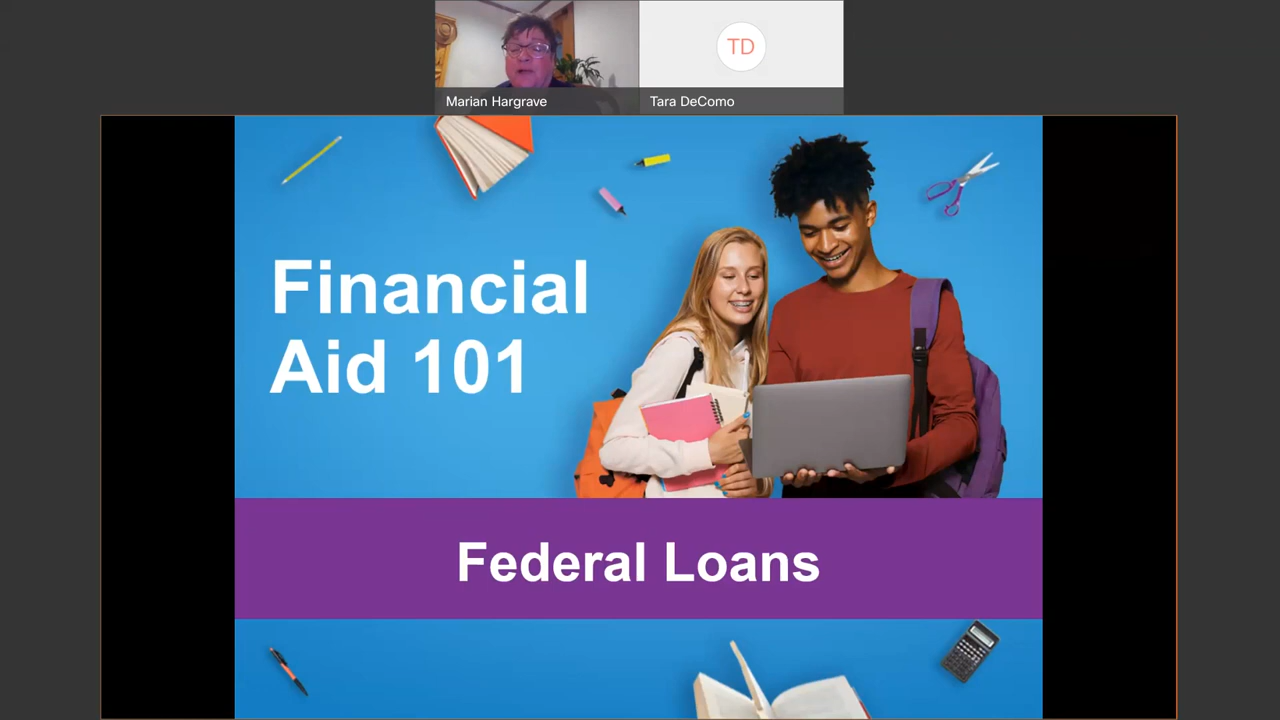 TD
Marian Hargrave
Tara DeComo
Financial
Aid 101
Federal Loans